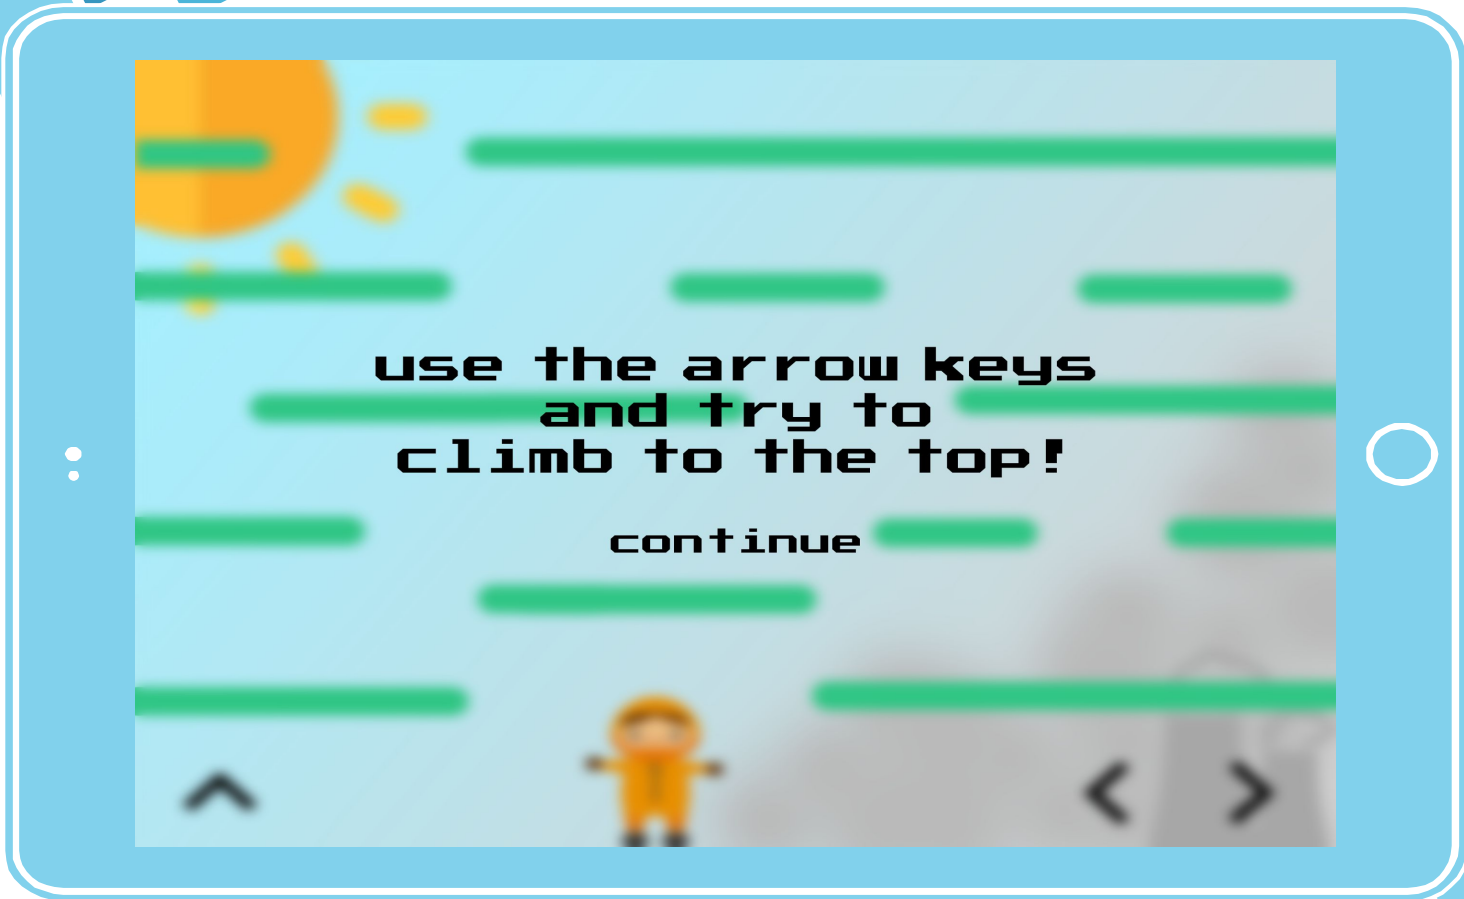 use the arrow keys
and try to
climb to the top!
continue